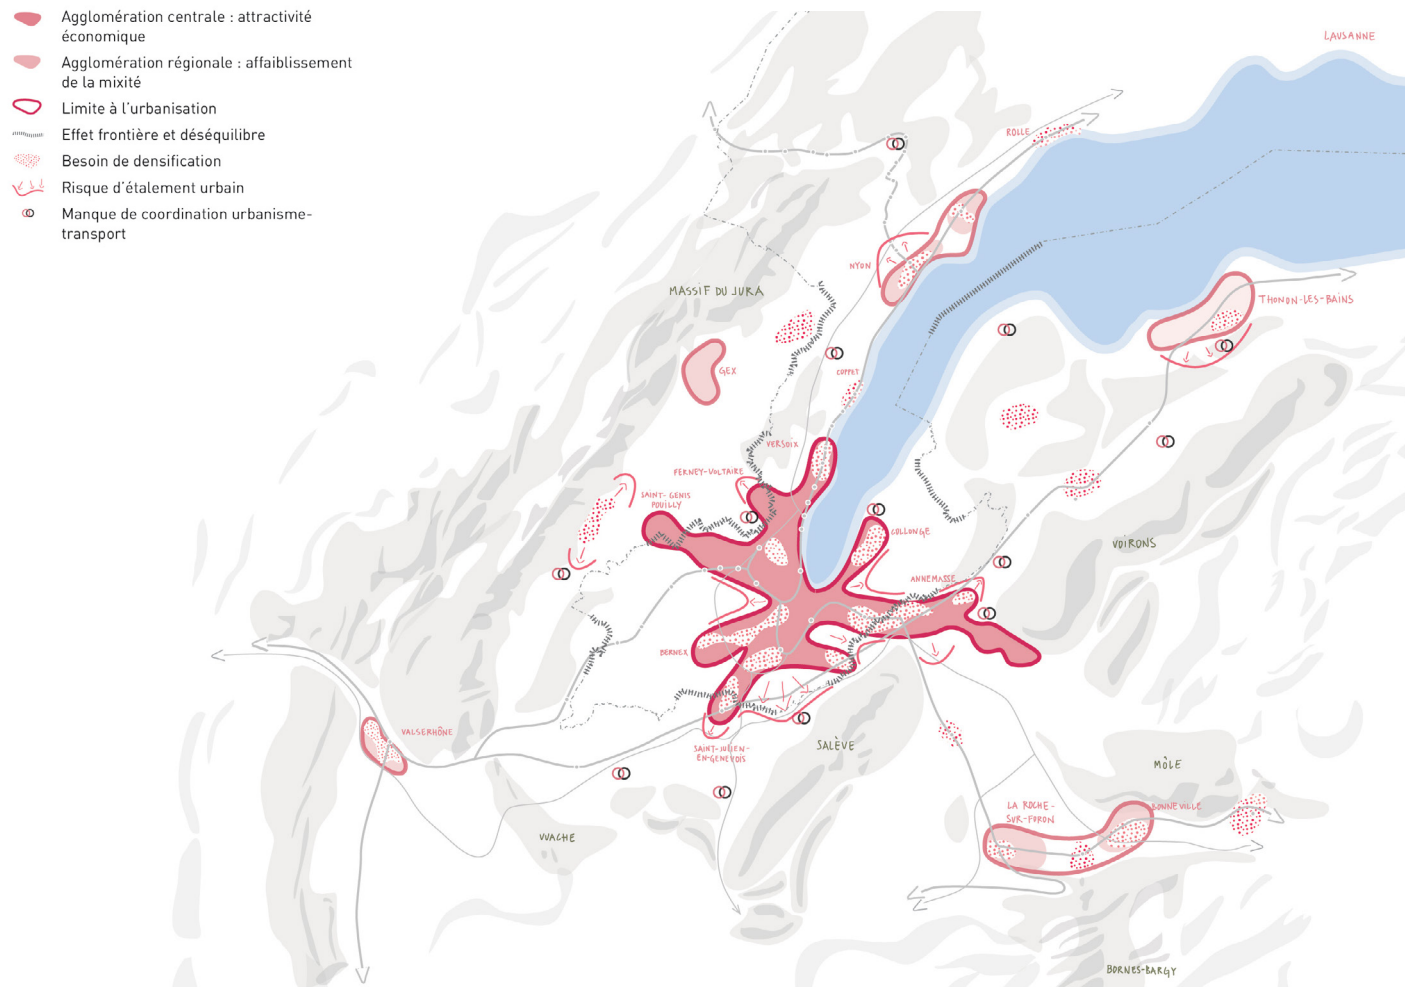 Agglomération centrale : attractivité
économique
Agglomération régionale : affaiblissement
de la mixité
Limite à l'urbanisation
Effet frontière et déséquilibre
Besoin de densification
Risque d'étalement urbain
Manque de coordination urbanisme-
transport
LAUSANNE
ROLLE
NYON
MASSIF DU JURA
THONON-LES-BAINS
GEX
COPPET
VERSOIX
FERNEY-VOLTAIRE
SAINT-GENIS
POUILLY
COLLONGE
VOIRONS
ANNEMASSE
BERNEX
VALSERHÔNE
SAINT-JULIEN-
EN-GENEVOIS
SALÈVE
MÔLE
LA ROCHE-
SUR-FORON
BONNEVILLE
VUACHE
BORNES-BARGY